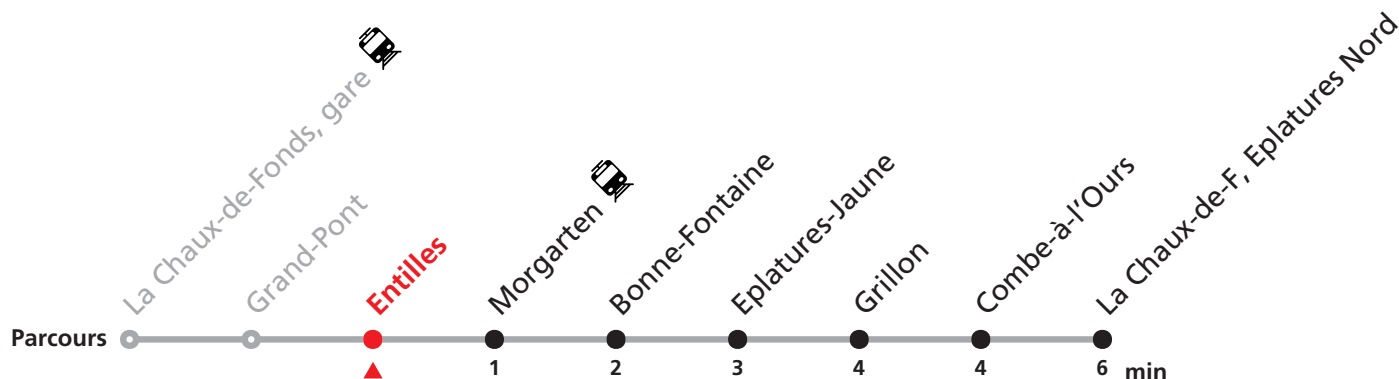 La Chaux-de-Fonds, gare
Grand-Pont
Entilles
Morgarten
Bonne-Fontaine
Eplatures-Jaune
Grillon
Combe-à-l'Ours
La Chaux-de-F, Eplatures Nord
Parcours
1 2 3 4 4 6 min